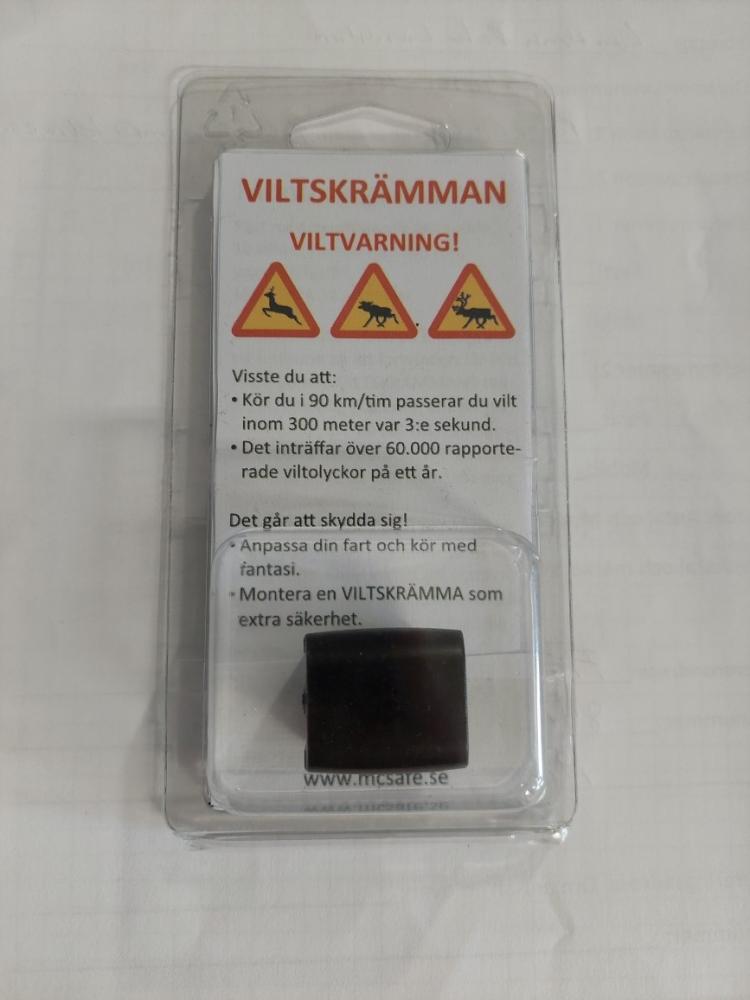 VILTSKRÄMMAN
VILTVARNING!
Visste du att:
• Kör du i 90 km/tim passerar du vilt
inom 300 meter var 3:e sekund.
• Det inträffar över 60.000 rapporte-
rade viltolyckor på ett år.
Det går att skydda sig!
• Anpassa din fart och kör med
fantasi.
• Montera en VILTSKRÄMMA som
extra säkerhet.
www.mcsafe.se